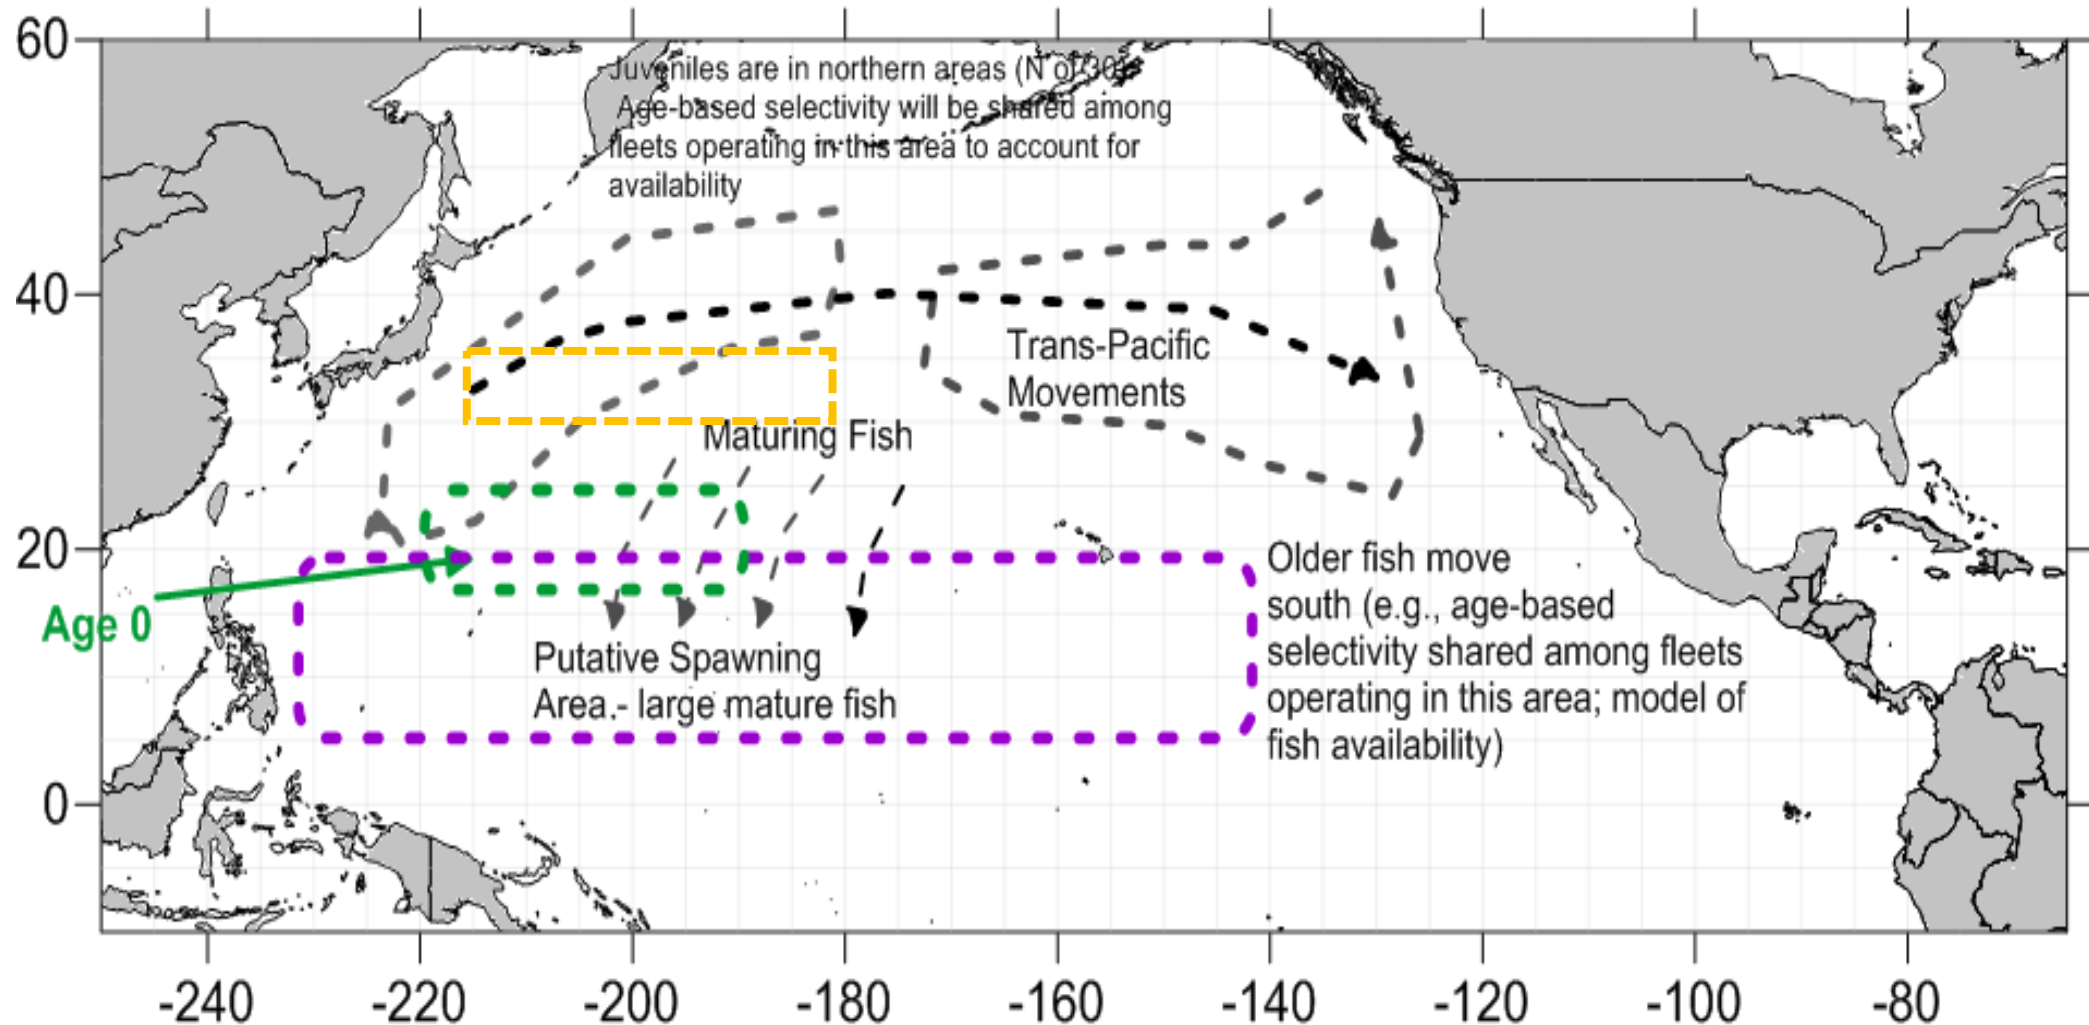 60
40
20
0
Juveniles are in northern areas (N of 30).
Age-based selectivity will be shared among
fleets operating in this area to account for
availability
Trans-Pacific
Movements
Maturing Fish
Age 0
Putative Spawning
Area - large mature fish
Older fish move
south (e.g., age-based
selectivity shared among fleets
operating in this area; model of
fish availability)
-240 -220 -200 -180 -160 -140 -120 -100 -80